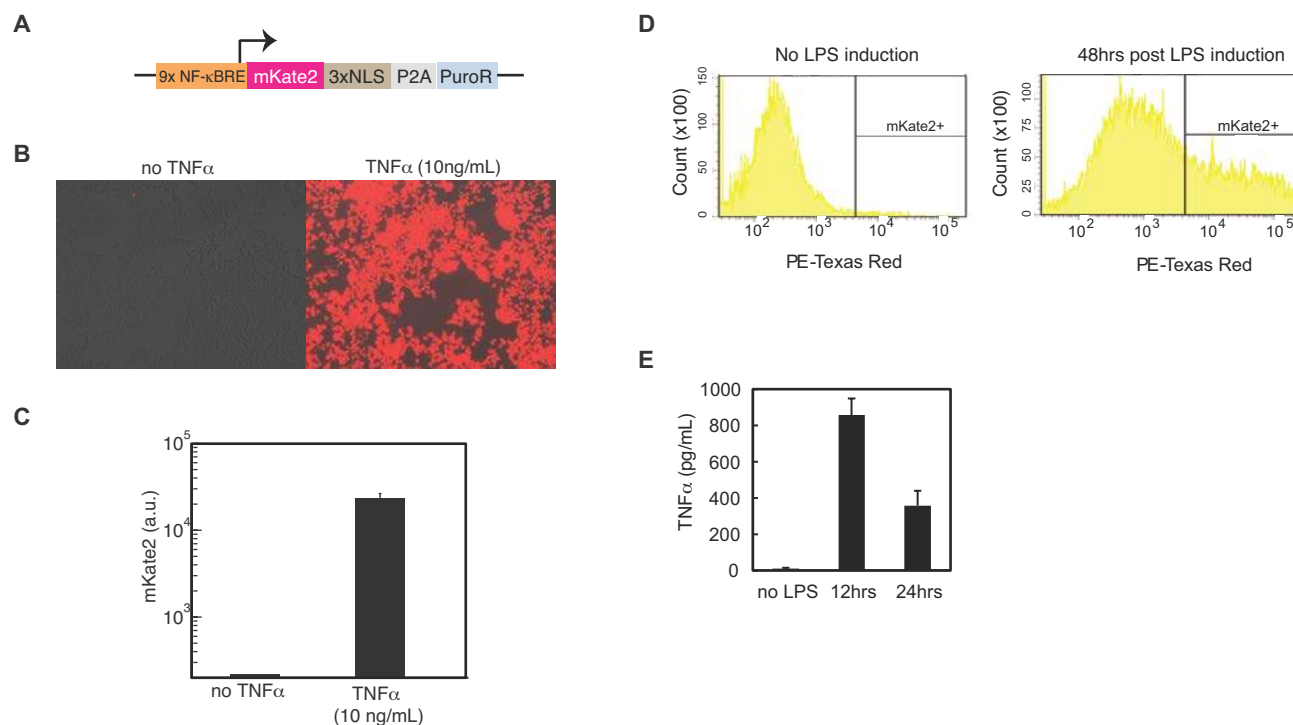 A
9x NF-κBRE mKate2 3xNLS P2A PuroR
B
no TNFα TNFα (10ng/mL)
C
10^5
10^4
10^3
mKate2 (a.u.)
no TNFα TNFα
(10 ng/mL)
D
No LPS induction 48hrs post LPS induction
150
100
50
0
Count (x100)
mKate2+
10^2 10^3 10^4 10^5
PE-Texas Red
100
75
50
25
0
Count (x100)
mKate2+
10^2 10^3 10^4 10^5
PE-Texas Red
E
1000
800
600
400
200
0
TNFα (pg/mL)
no LPS 12hrs 24hrs